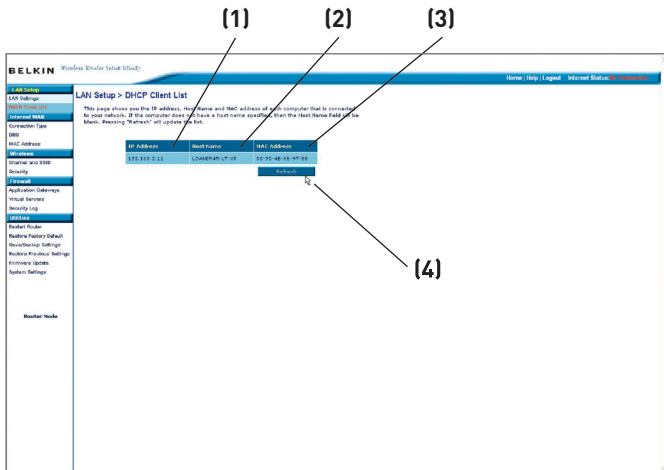 (1) (2) (3)
BELKIN Wireless Router Setup Utility
Home | Help | Logout Internet Status: No Connection
LAN Setup
LAN Settings
DHCP Client List
Internet WAN
Connection Type
DNS
MAC Address
Wireless
Channel and SSID
Security
Firewall
Application Gateways
Virtual Servers
Security Log
Utilities
Restart Router
Restore Factory Default
Save/Backup Settings
Restore Previous Settings
Firmware Update
System Settings
Router Mode
LAN Setup > DHCP Client List
This page shows you the IP address, Host Name and MAC address of each computer that is connected
to your network. If the computer does not have a host name specified, then the Host Name field will be
blank. Pressing "Refresh" will update the list.
IP Address Host Name MAC Address
192.168.2.11
Refresh
(4)